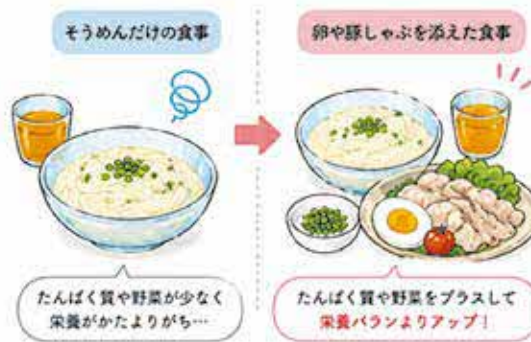 そうめんだけの食事
卵や豚しゃぶを添えた食事
たんぱく質や野菜が少なく
栄養がかたよりがち…
たんぱく質や野菜をプラスして
栄養バランよりアップ！